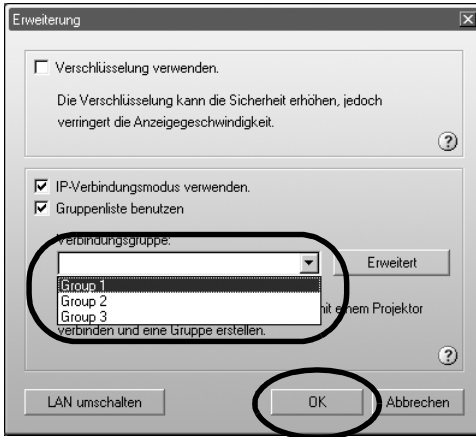 Erweiterung
Verschlüsselung verwenden.
Die Verschlüsselung kann die Sicherheit erhöhen, jedoch
verringert die Anzeigegeschwindigkeit.
?
IP-Verbindungsmodus verwenden.
Gruppenliste benutzen
Verbindungsgruppe:
Erweitert
Group 1
Group 2
Group 3
mit einem Projektor
verbinden und eine Gruppe erstellen.
?
LAN umschalten
OK
Abbrechen